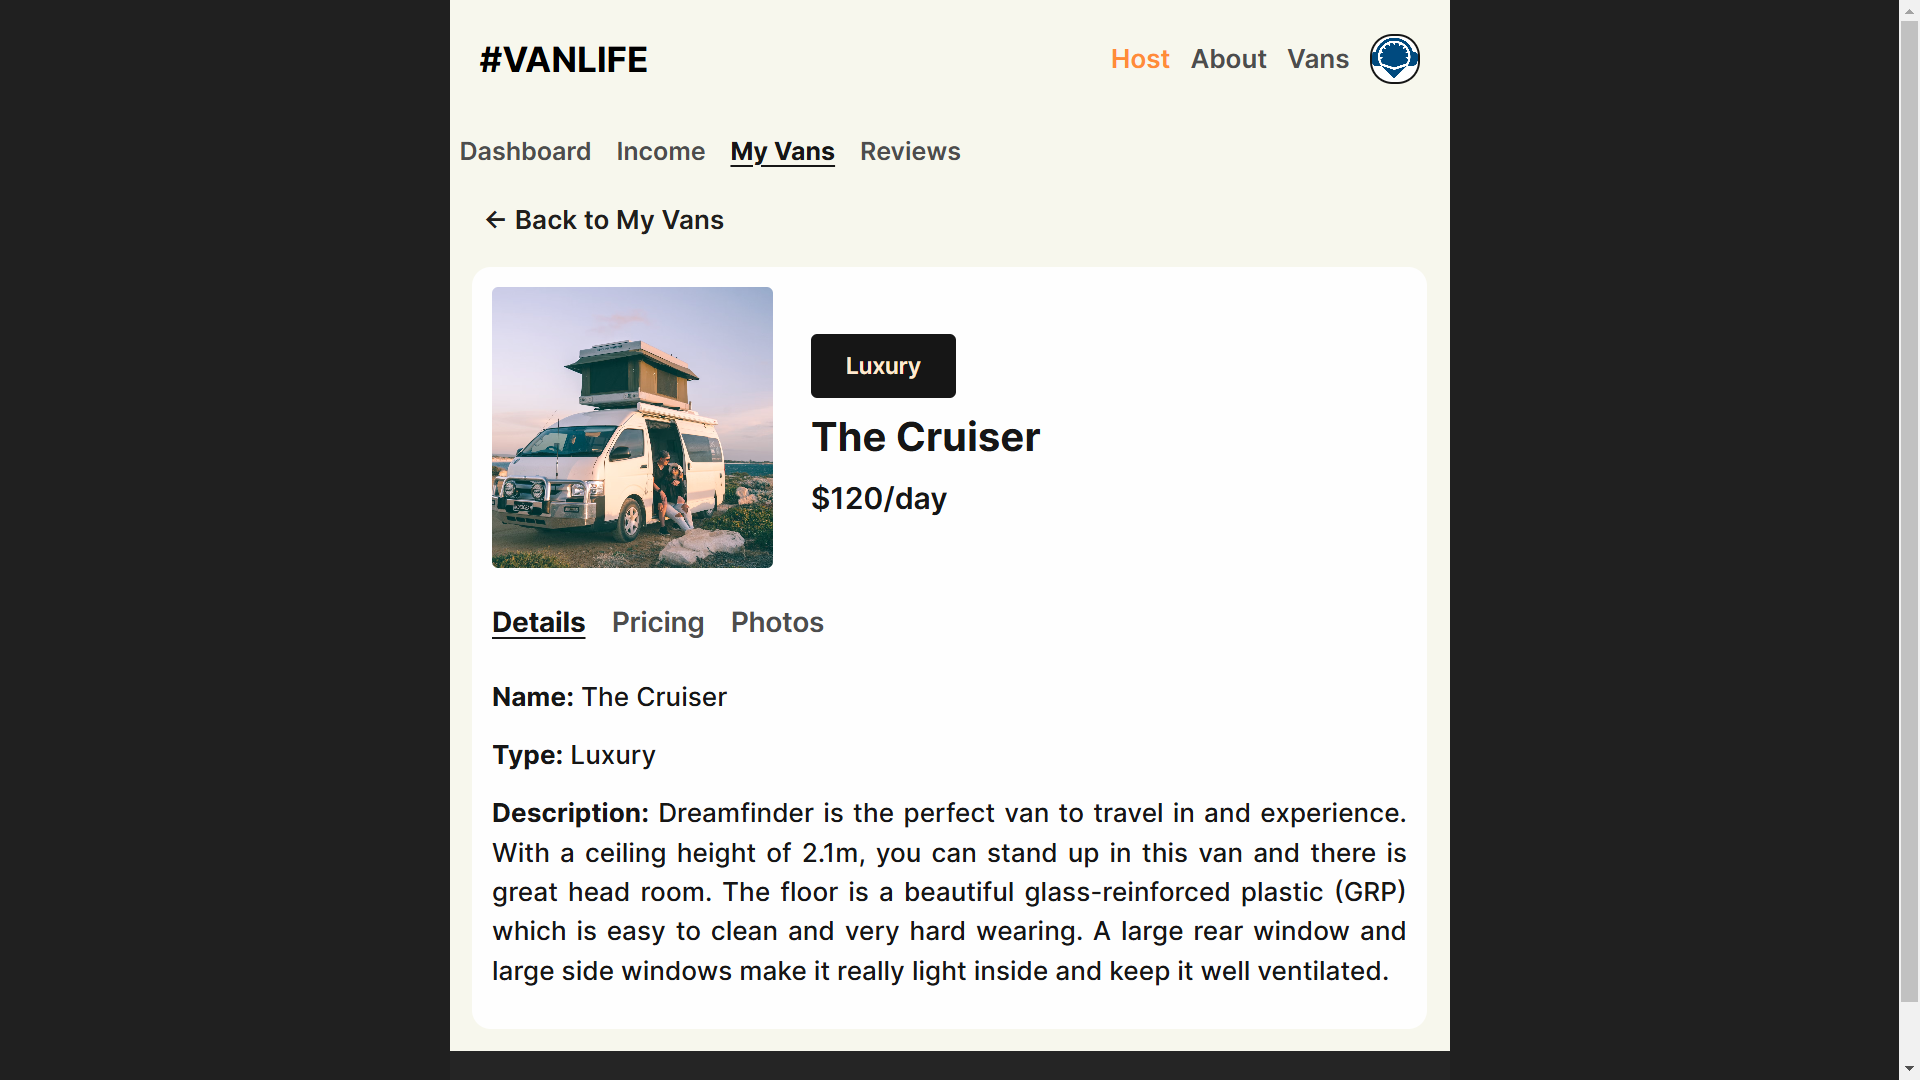 #VANLIFE
Host About Vans
Dashboard Income My Vans Reviews
← Back to My Vans
Luxury
The Cruiser
$120/day
Details Pricing Photos
Name: The Cruiser
Type: Luxury
Description: Dreamfinder is the perfect van to travel in and experience.
With a ceiling height of 2.1m, you can stand up in this van and there is
great head room. The floor is a beautiful glass-reinforced plastic (GRP)
which is easy to clean and very hard wearing. A large rear window and
large side windows make it really light inside and keep it well ventilated.